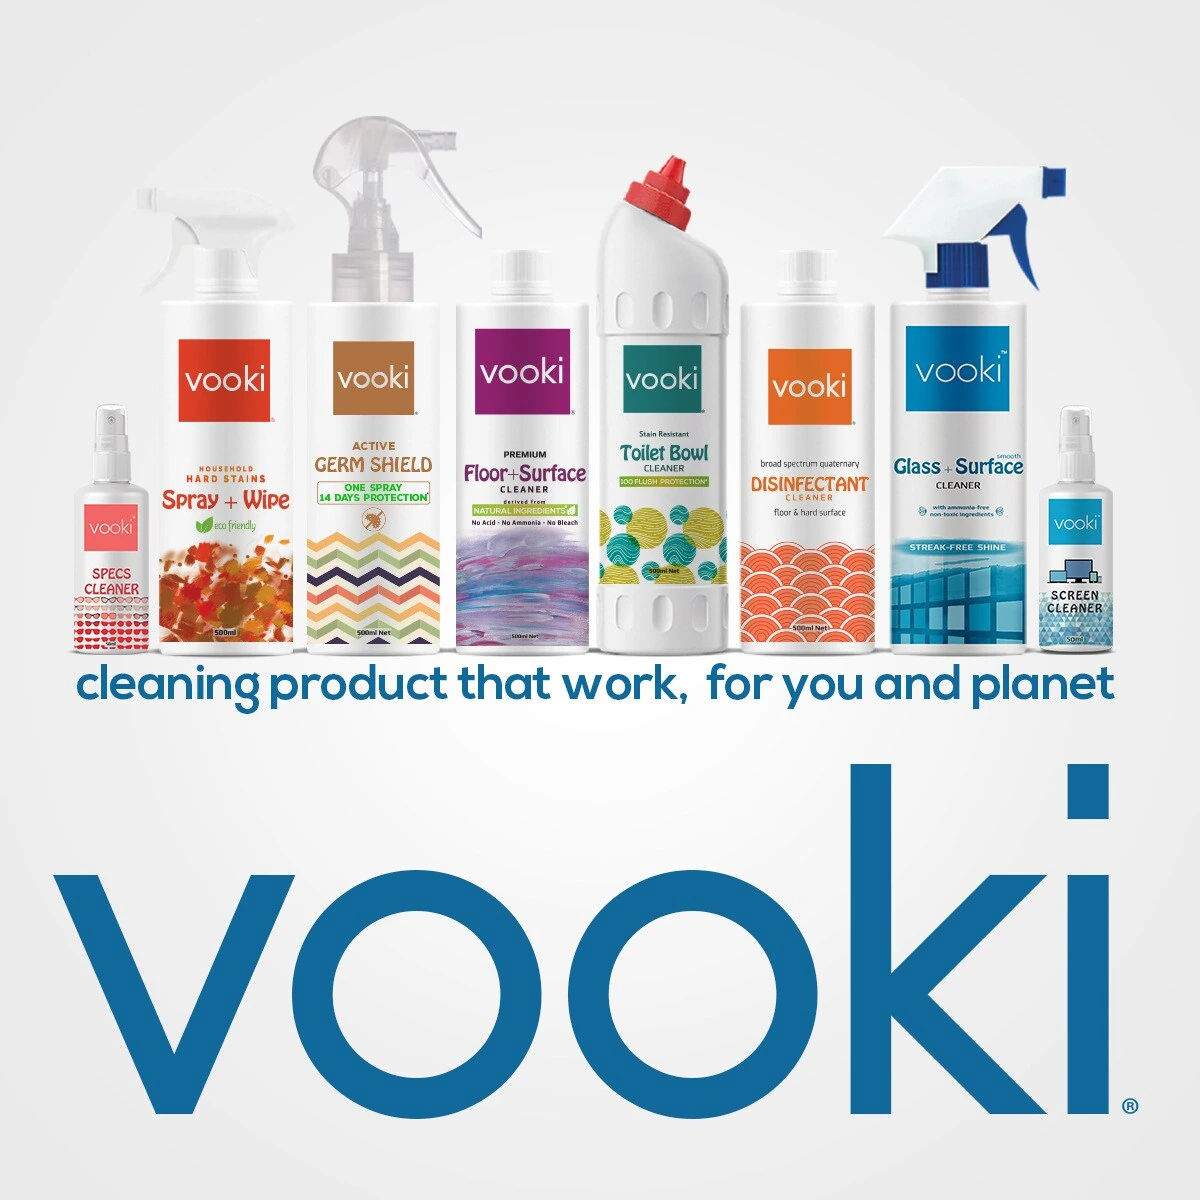 vooki
SPECS
CLEANER
vooki
HOUSEHOLD
HARD STAINS
Spray + Wipe
eco friendly
500ml
vooki
ACTIVE
GERM SHIELD
ONE SPRAY
14 DAYS PROTECTION*
500ml Net
vooki
PREMIUM
Floor+Surface
CLEANER
derived from
NATURAL INGREDIENTS
No Acid - No Ammonia - No Bleach
500ml Net
vooki
Stain Resistant
Toilet Bowl
CLEANER
100 FLUSH PROTECTION*
500ml Net
vooki
broad spectrum quaternary
DISINFECTANT
CLEANER
floor & hard surface
500ml Net
vooki™
smooth
Glass + Surface
CLEANER
with ammonia-free
non-toxic ingredients
STREAK-FREE SHINE
vooki
SCREEN
CLEANER
50ml
cleaning product that work, for you and planet
vooki®